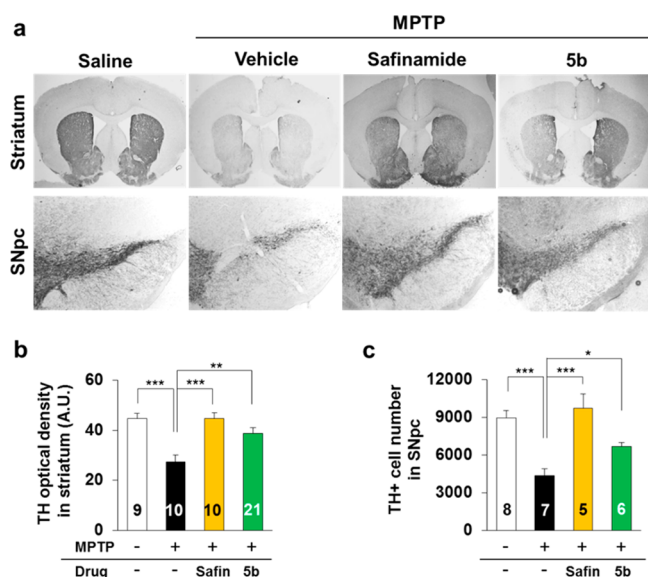 a
MPTP
Saline Vehicle Safinamide 5b
Striatum
SNpc
b
TH optical density
in striatum (A.U.)
60
40
20
0
***
***
**
9 10 10 21
MPTP - + + +
Drug Safin 5b
c
TH+ cell number
in SNpc
12000
9000
6000
3000
0
***
***
*
8 7 5 6
- + + +
Safin 5b